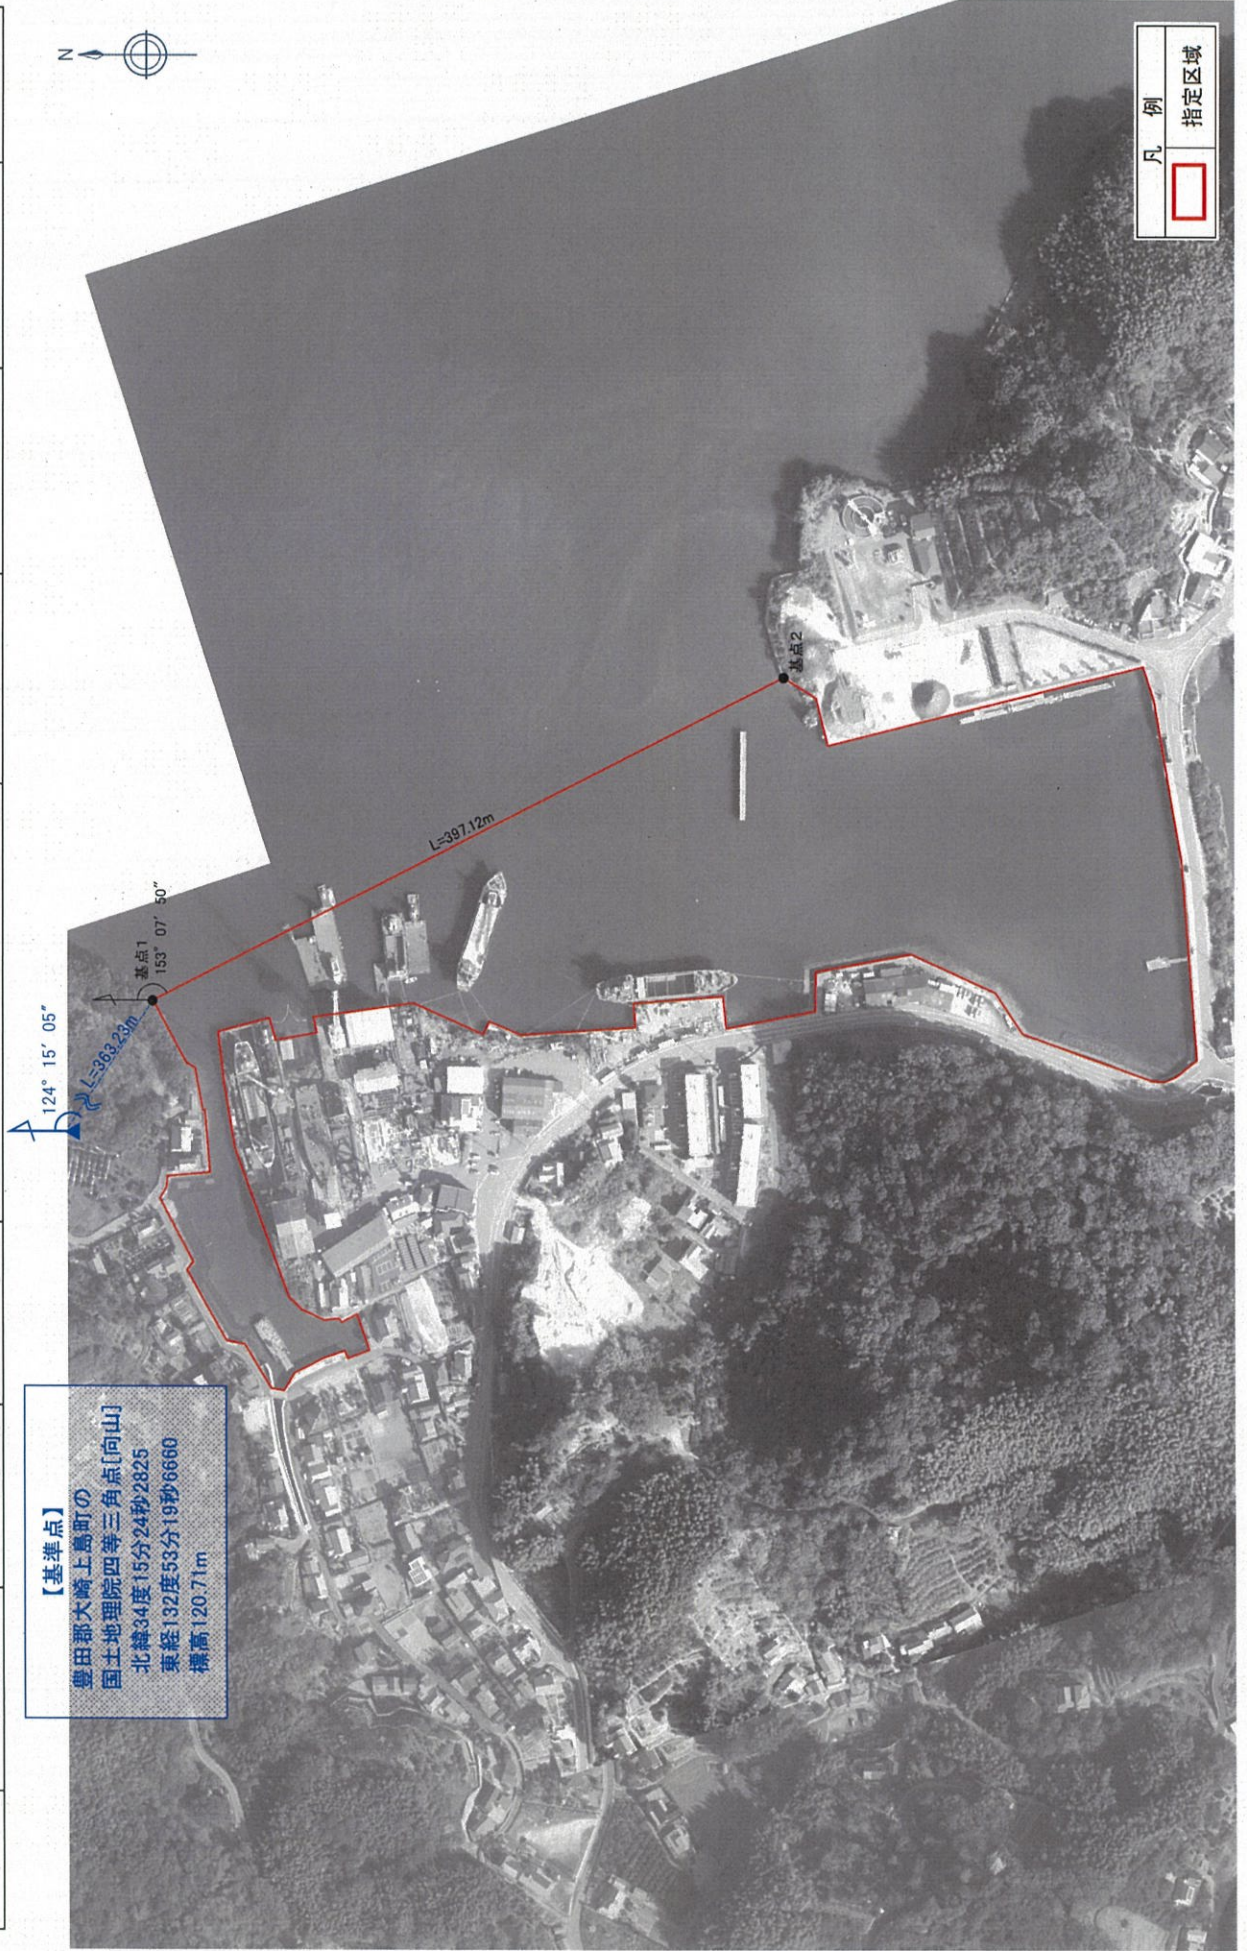 【基準点】
豊田郡大崎上島町の
国土地理院四等三角点[向山]
北緯34度15分24秒2825
東経132度53分19秒6660
標高120.71m
124° 15′ 05″
L=363.23m
基点1
153° 07′ 50″
L=397.12m
基点2
N
凡 例
指定区域